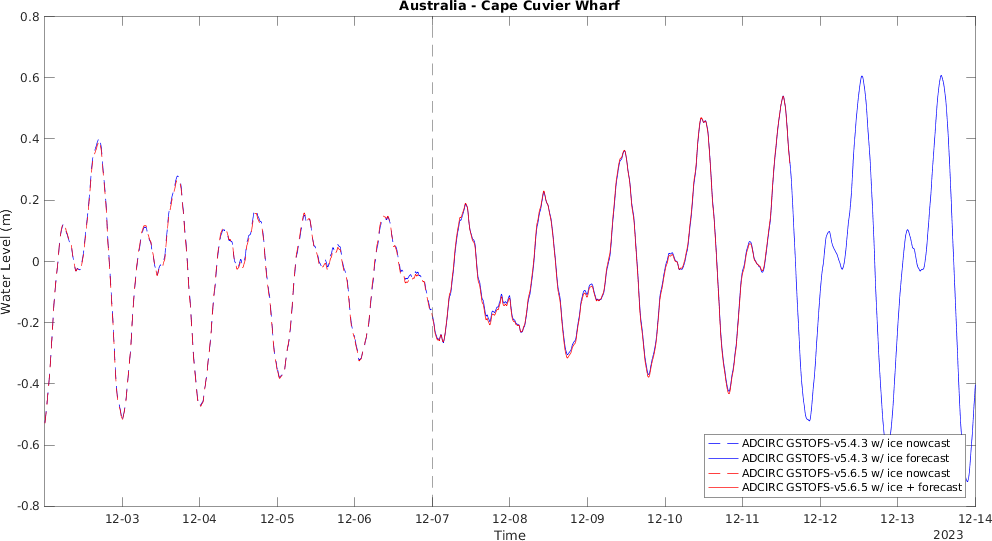 Australia - Cape Cuvier Wharf
0.8
0.6
0.4
0.2
0
-0.2
-0.4
-0.6
-0.8
Water Level (m)
ADCIRC GSTOFS-v5.4.3 w/ ice nowcast
ADCIRC GSTOFS-v5.4.3 w/ ice forecast
ADCIRC GSTOFS-v5.6.5 w/ ice nowcast
ADCIRC GSTOFS-v5.6.5 w/ ice + forecast
12-03 12-04 12-05 12-06 12-07 12-08 12-09 12-10 12-11 12-12 12-13 12-14
Time
2023